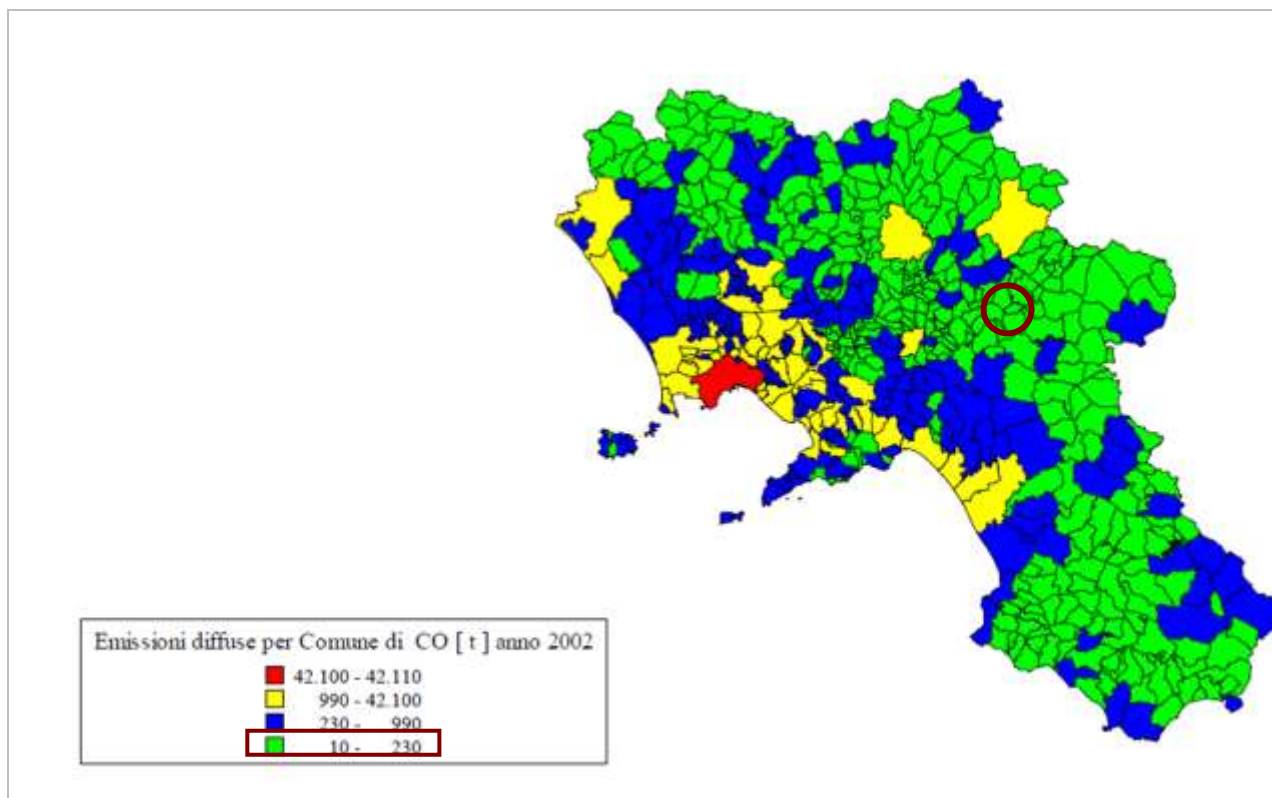 Emissioni diffuse per Comune di CO [ t ] anno 2002
42.100 - 42.110
990 - 42.100
230 - 990
10 - 230